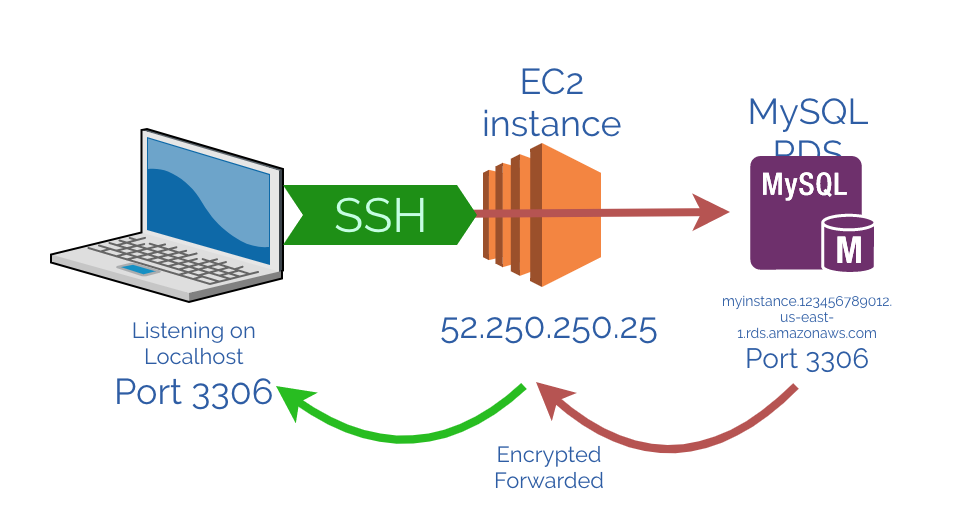 EC2
instance
MySQL
RDS
MySQL
M
SSH
52.250.250.25
myinstance.123456789012.
us-east-
1.rds.amazonaws.com
Port 3306
Listening on
Localhost
Port 3306
Encrypted
Forwarded